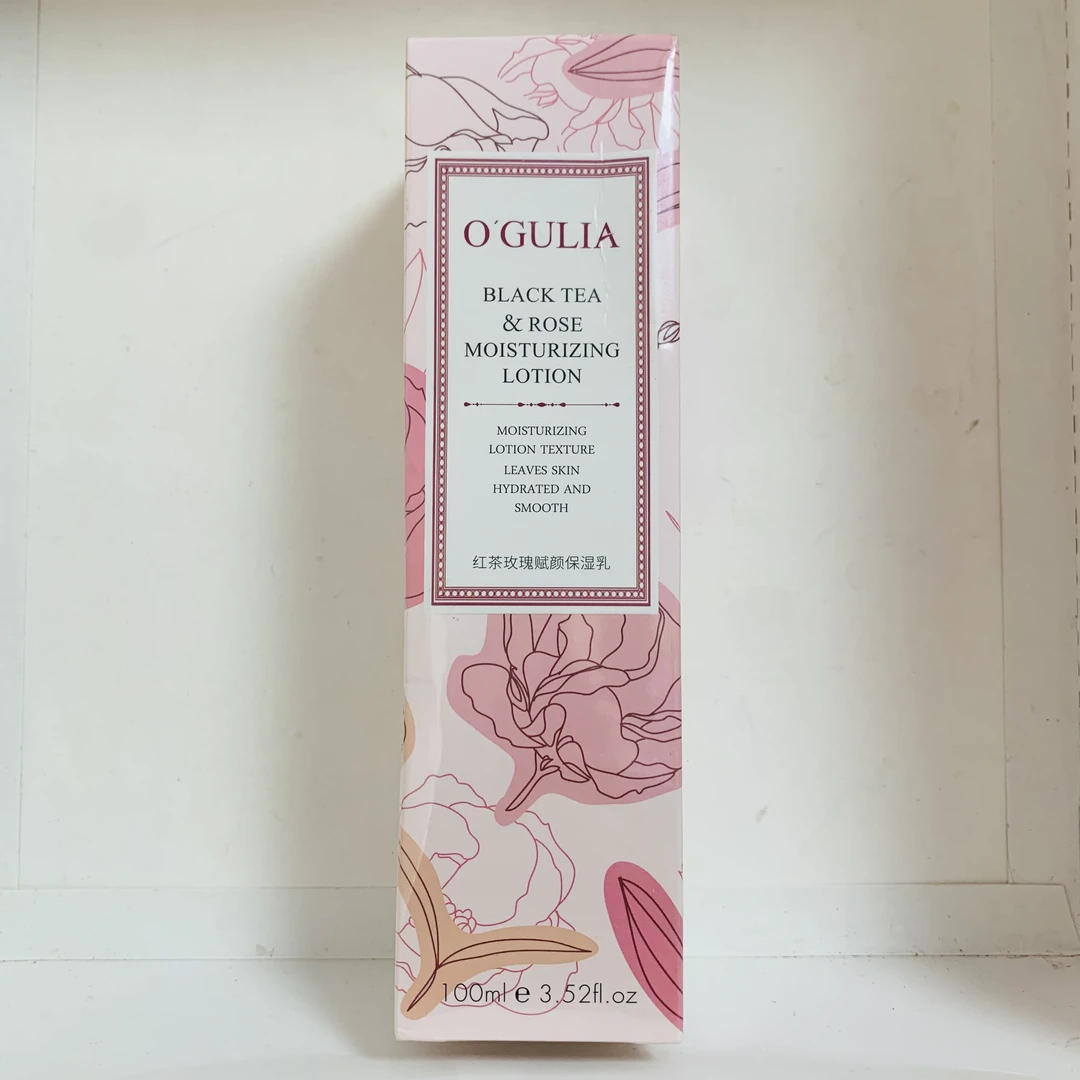 O'GULIA
BLACK TEA
& ROSE
MOISTURIZING
LOTION
MOISTURIZING
LOTION TEXTURE
LEAVES SKIN
HYDRATED AND
SMOOTH
红茶玫瑰赋颜保湿乳
100ml e 3.52fl.oz